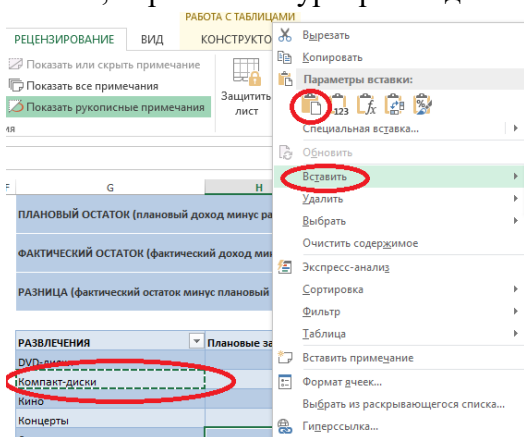 РАБОТА С ТАБЛИЦАМИ
РЕЦЕНЗИРОВАНИЕ ВИД КОНСТРУКТО
Показать или скрыть примечание
Показать все примечания
Показать рукописные примечания
Защитить
лист
G H
ПЛАНОВЫЙ ОСТАТОК (плановый доход минус ра
ФАКТИЧЕСКИЙ ОСТАТОК (фактический доход мин
РАЗНИЦА (фактический остаток минус плановый
РАЗВЛЕЧЕНИЯ Плановые за
DVD-диски
Компакт-диски
Кино
Концерты
Вырезать
Копировать
Параметры вставки:
123 fx %
Специальная вставка...
Обновить
Вставить
Удалить
Выбрать
Очистить содержимое
Экспресс-анализ
Сортировка
Фильтр
Таблица
Вставить примечание
Формат ячеек...
Выбрать из раскрывающегося списка...
Гиперссылка...